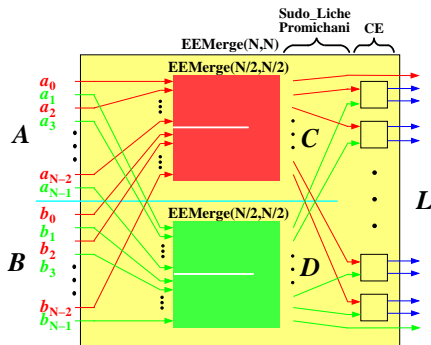 Sudo_Liche
Promichani
CE
EEMerge(N,N)
EEMerge(N/2,N/2)
a0
a1
a2
a3
A
C
aN−2
aN−1
EEMerge(N/2,N/2)
L
b0
b1
b2
b3
B
D
bN−2
bN−1